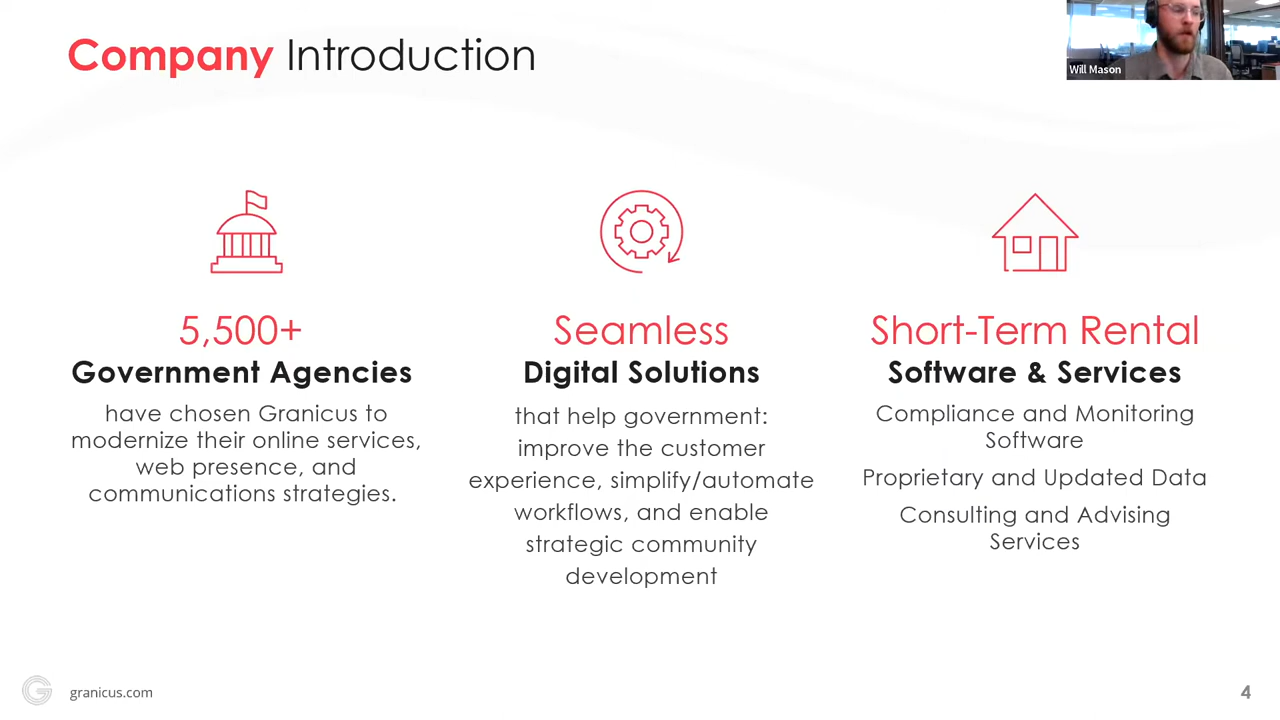 Company Introduction
Will Mason
5,500+
Government Agencies
have chosen Granicus to
modernize their online services,
web presence, and
communications strategies.
Seamless
Digital Solutions
that help government:
improve the customer
experience, simplify/automate
workflows, and enable
strategic community
development
Short-Term Rental
Software & Services
Compliance and Monitoring
Software
Proprietary and Updated Data
Consulting and Advising
Services
granicus.com
4